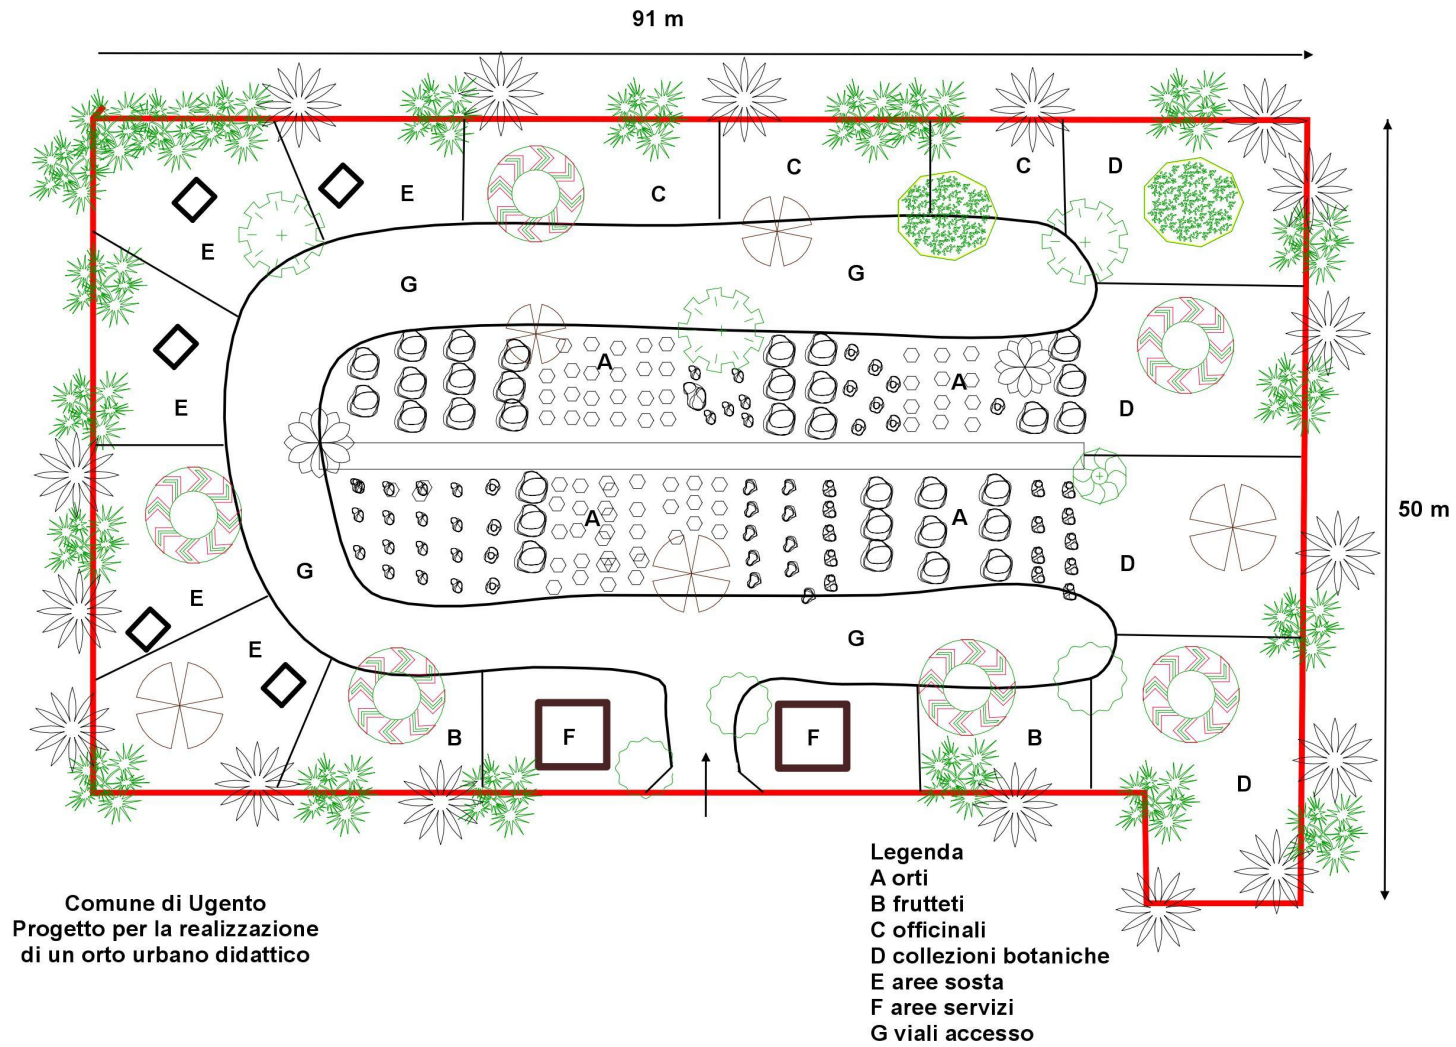 91 m
C
C
D
E
C
E
G
G
A
A
E
D
50 m
A
A
G
D
E
G
E
B
F
F
B
D
Legenda
A orti
B frutteti
C officinali
D collezioni botaniche
E aree sosta
F aree servizi
G viali accesso
Comune di Ugento
Progetto per la realizzazione
di un orto urbano didattico